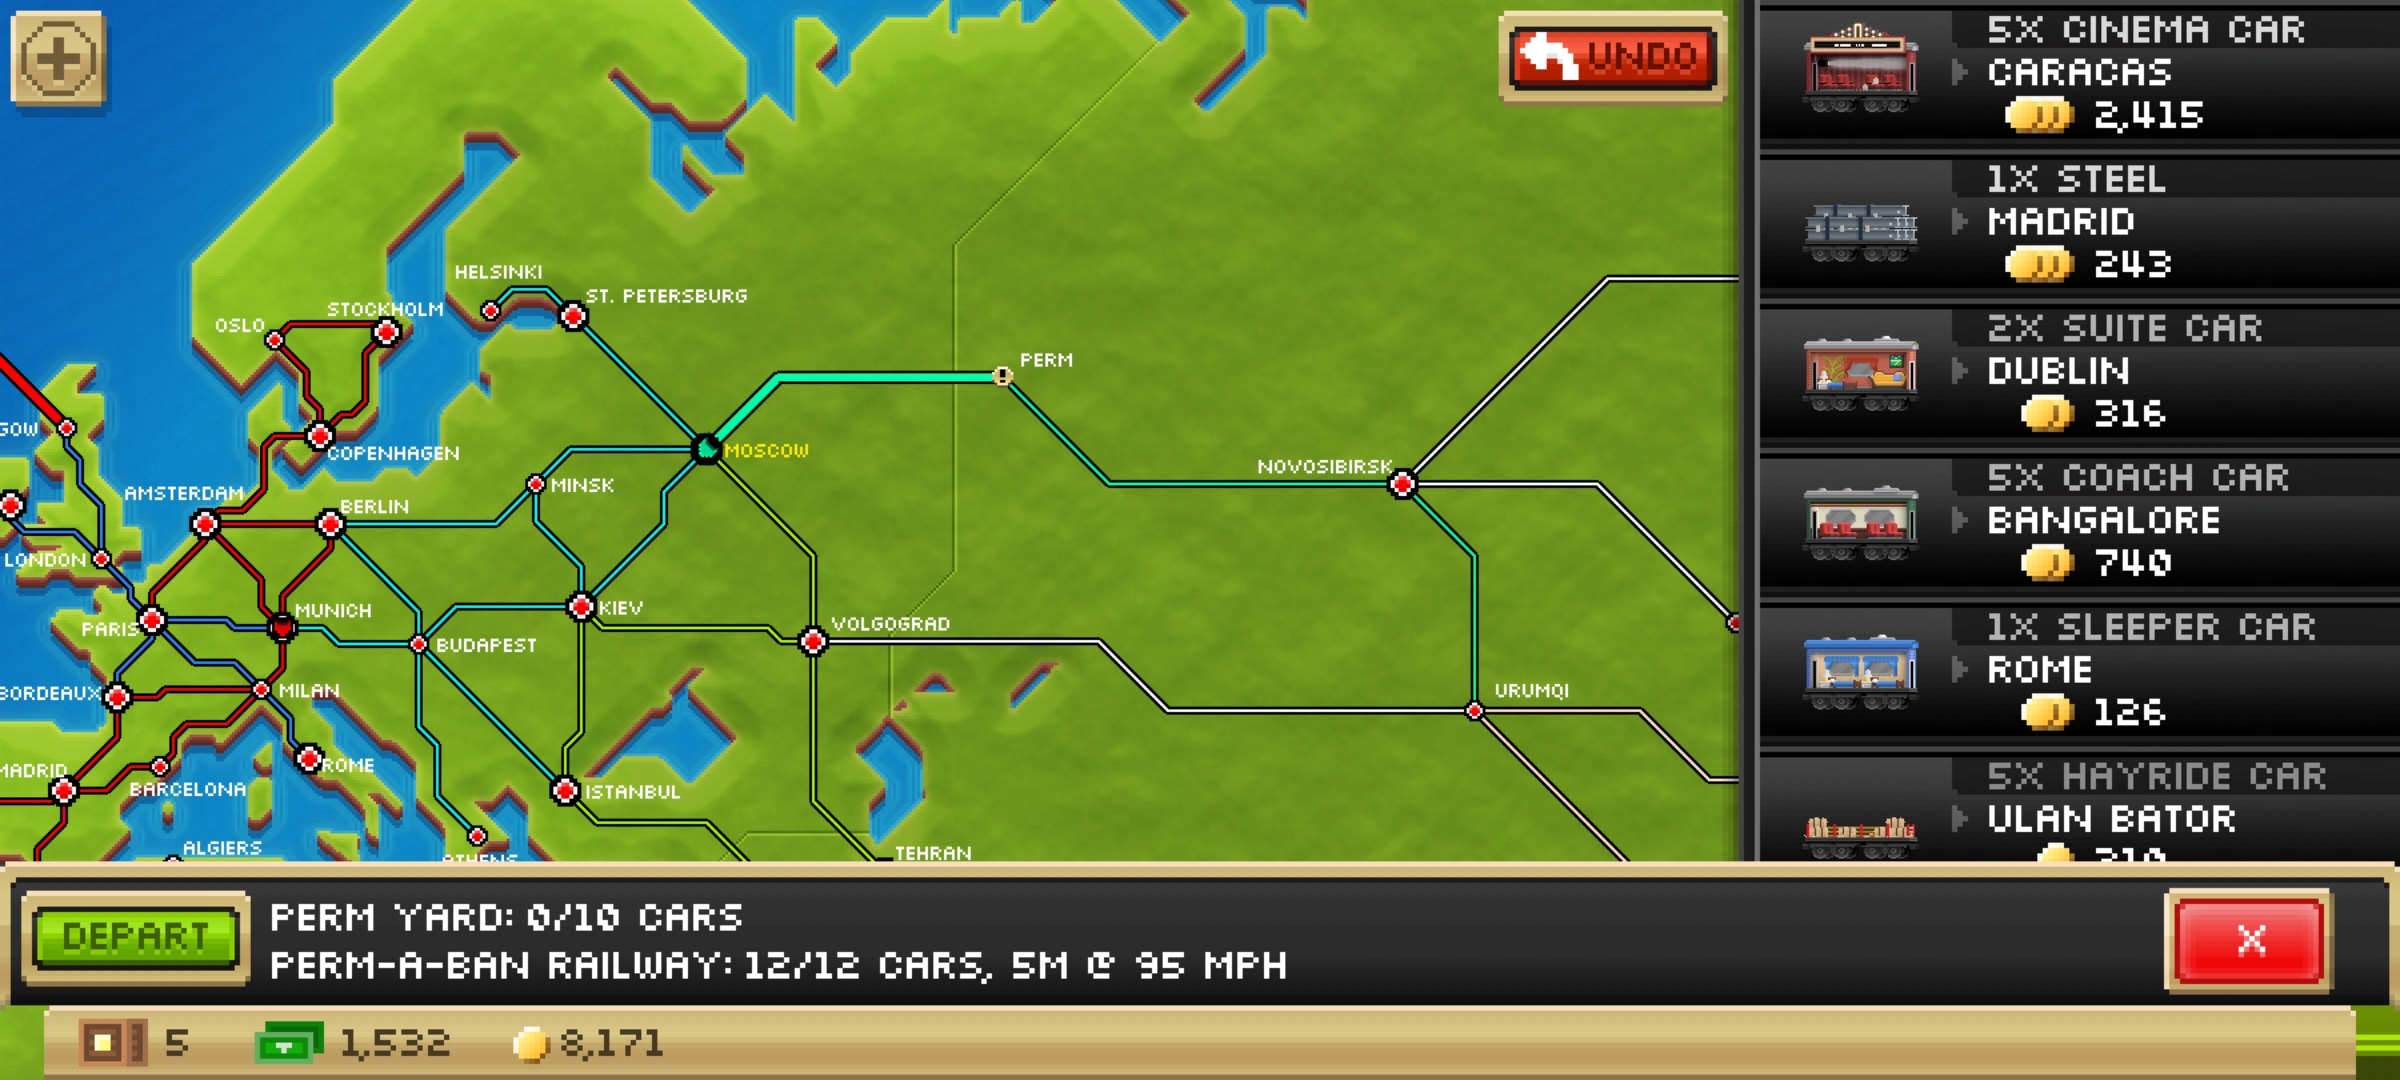 UNDO
HELSINKI
ST. PETERSBURG
STOCKHOLM
OSLO
PERM
GOW
COPENHAGEN
MOSCOW
NOVOSIBIRSK
MINSK
AMSTERDAM
BERLIN
LONDON
MUNICH
KIEV
PARIS
VOLGOGRAD
BUDAPEST
BORDEAUX
MILAN
URUMQI
MADRID
ROME
BARCELONA
ISTANBUL
ALGIERS
TEHRAN
ATHENS
5X CINEMA CAR
CARACAS
2,415
1X STEEL
MADRID
243
2X SUITE CAR
DUBLIN
316
5X COACH CAR
BANGALORE
740
1X SLEEPER CAR
ROME
126
5X HAYRIDE CAR
ULAN BATOR
DEPART
PERM YARD: 0/10 CARS
PERM-A-BAN RAILWAY: 12/12 CARS, 5M @ 95 MPH
X
5
1,532
8,171